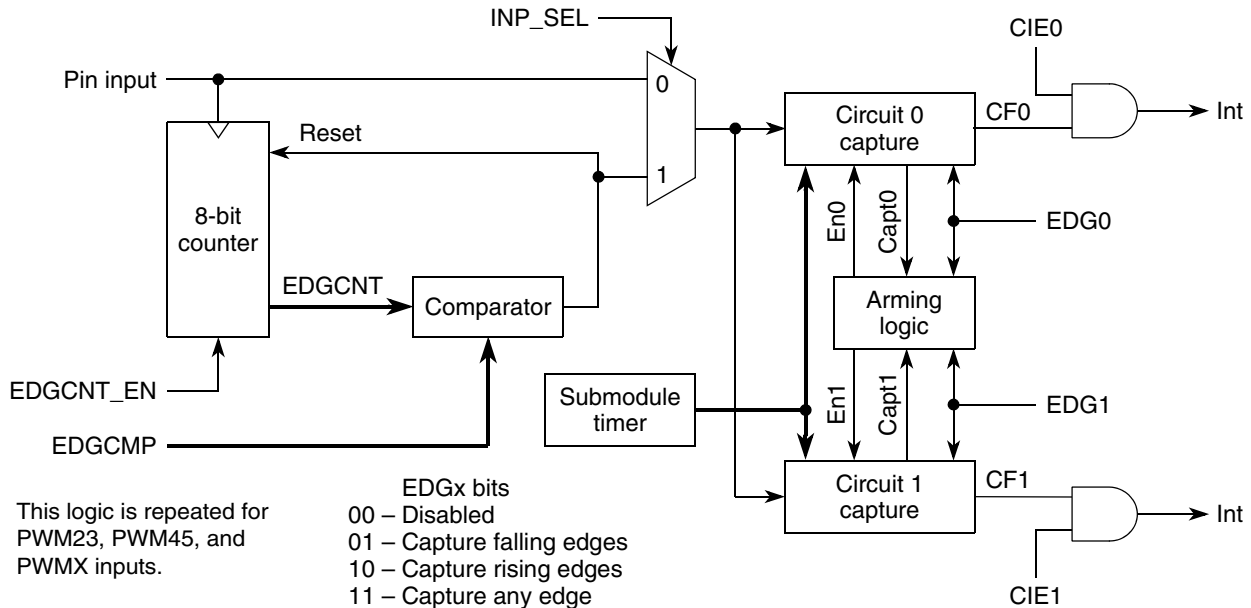 INP_SEL
CIE0
Pin input
0
Circuit 0
capture
CF0
Int
Reset
1
8-bit
counter
En0
Capt0
EDG0
EDGCNT
Comparator
Arming
logic
EDGCNT_EN
Submodule
timer
En1
Capt1
EDG1
EDGCMP
Circuit 1
capture
CF1
Int
This logic is repeated for
PWM23, PWM45, and
PWMX inputs.
EDGx bits
00 – Disabled
01 – Capture falling edges
10 – Capture rising edges
11 – Capture any edge
CIE1